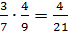 3/7 · 4/9 = 4/21